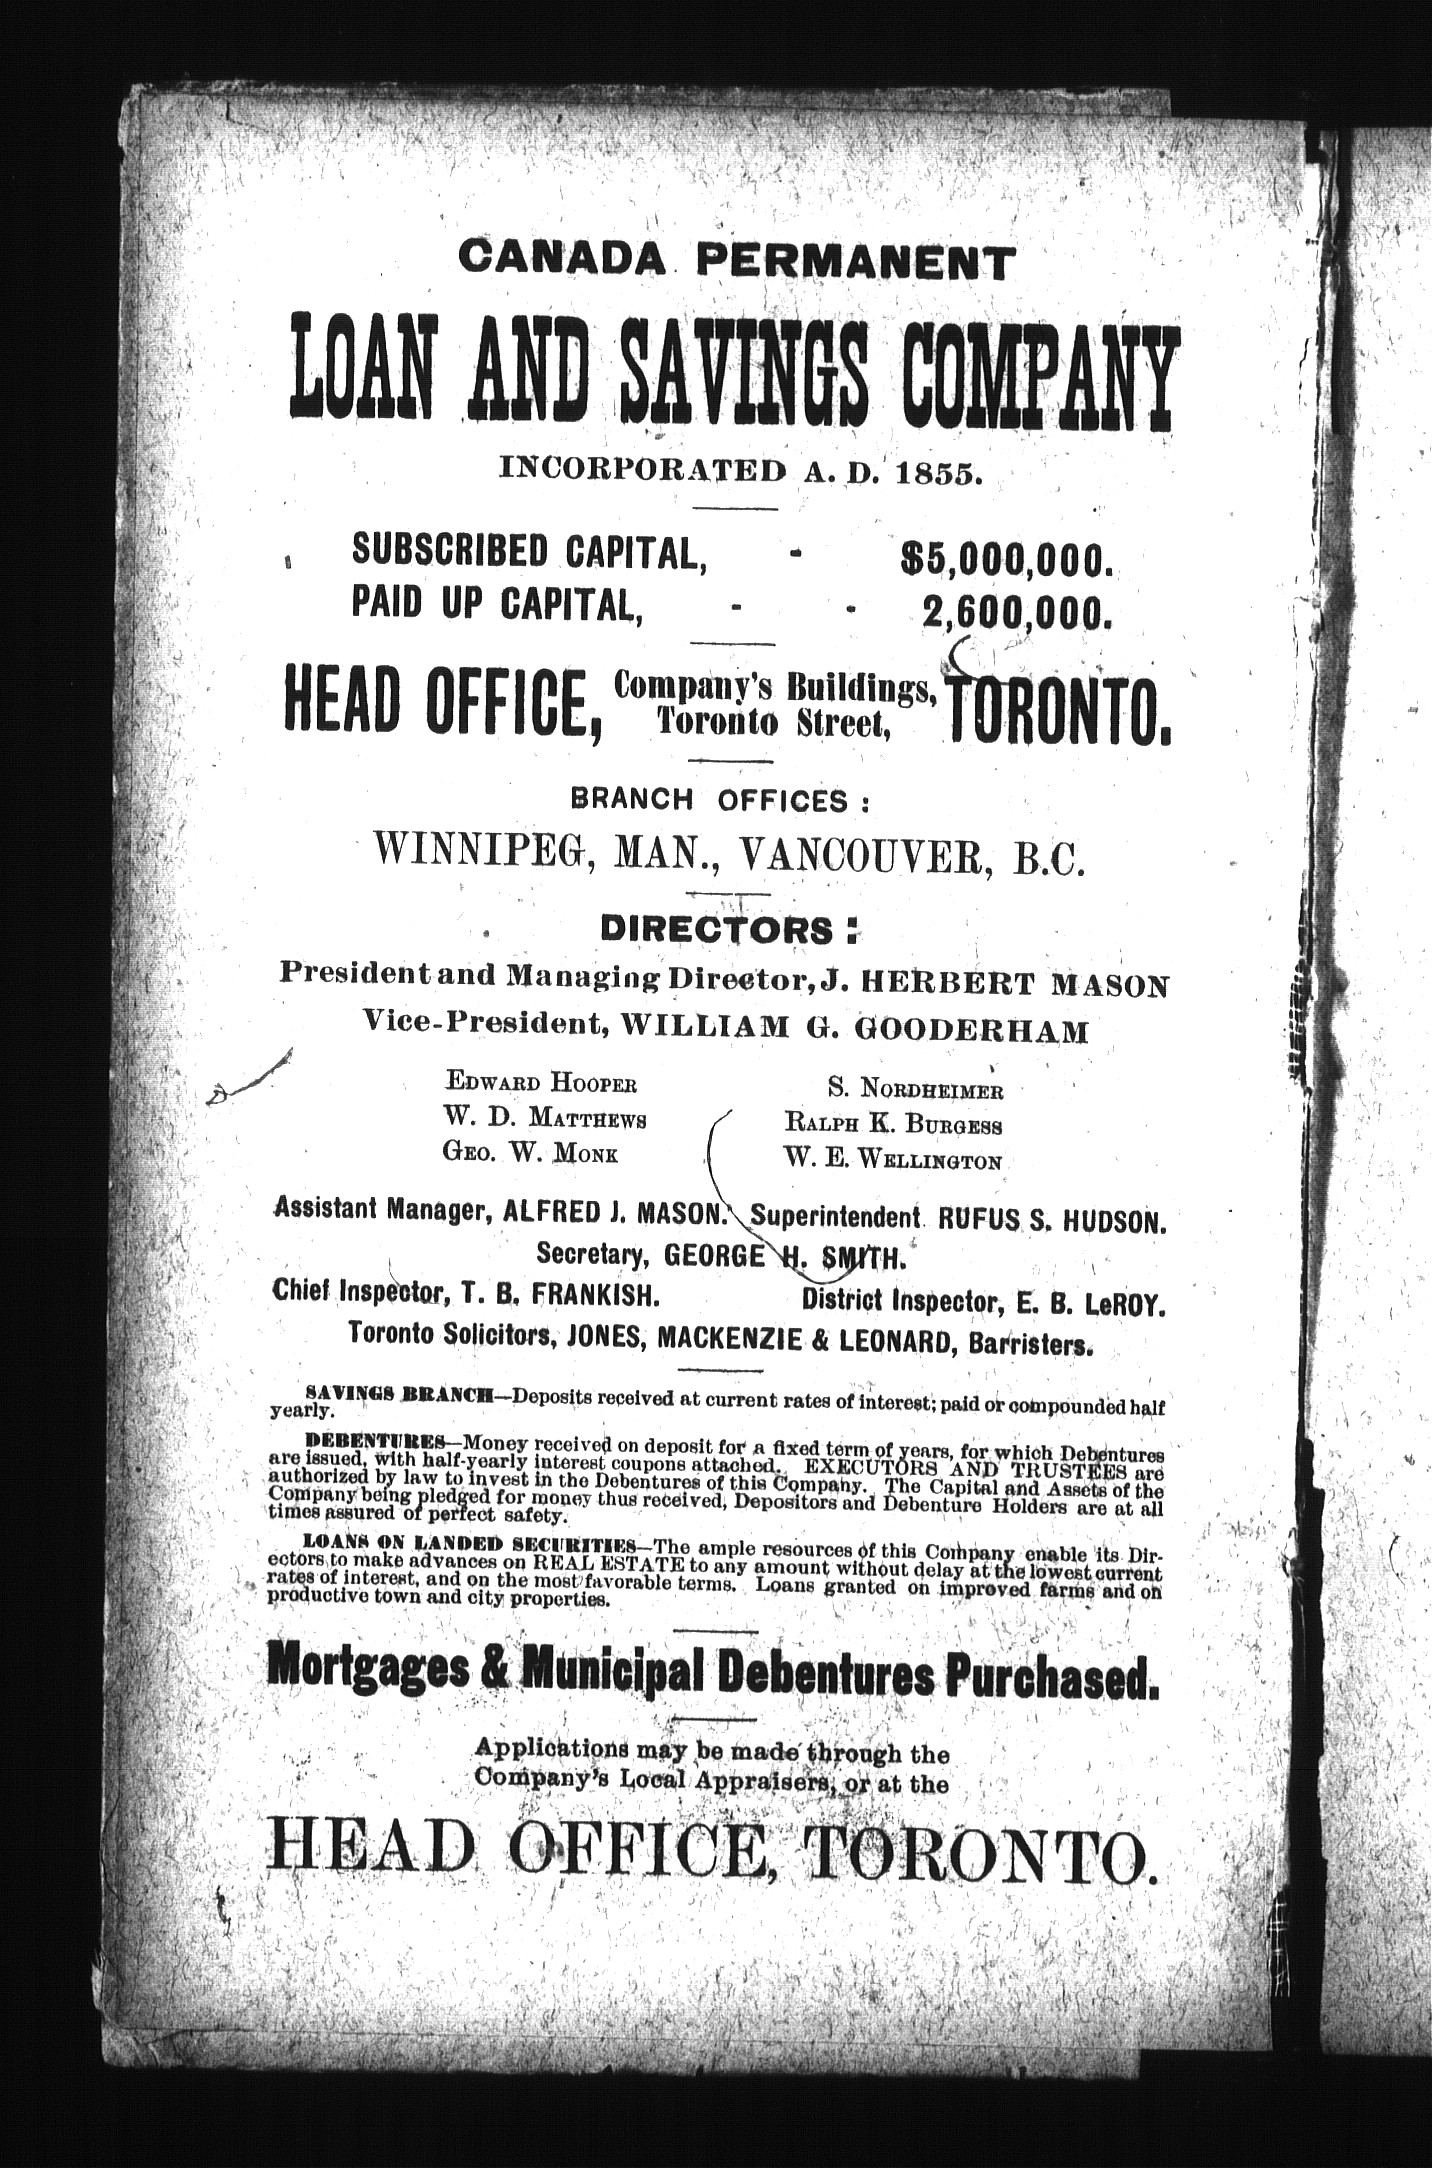 CANADA PERMANENT
LOAN AND SAVINGS COMPANY
INCORPORATED A. D. 1855.
SUBSCRIBED CAPITAL, - $5,000,000.
PAID UP CAPITAL, - - 2,600,000.
HEAD OFFICE, Company's Buildings, Toronto Street, TORONTO.
BRANCH OFFICES:
WINNIPEG, MAN., VANCOUVER, B.C.
DIRECTORS:
President and Managing Director, J. HERBERT MASON
Vice-President, WILLIAM G. GOODERHAM
EDWARD HOOPER S. NORDHEIMER
W. D. MATTHEWS RALPH K. BURGESS
GEO. W. MONK W. E. WELLINGTON
Assistant Manager, ALFRED J. MASON. Superintendent RUFUS S. HUDSON.
Secretary, GEORGE H. SMITH.
Chief Inspector, T. B. FRANKISH. District Inspector, E. B. LeROY.
Toronto Solicitors, JONES, MACKENZIE & LEONARD, Barristers.
SAVINGS BRANCH—Deposits received at current rates of interest; paid or compounded half
yearly.
DEBENTURES—Money received on deposit for a fixed term of years, for which Debentures
are issued, with half-yearly interest coupons attached. EXECUTORS AND TRUSTEES are
authorized by law to invest in the Debentures of this Company. The Capital and Assets of the
Company being pledged for money thus received, Depositors and Debenture Holders are at all
times assured of perfect safety.
LOANS ON LANDED SECURITIES—The ample resources of this Company enable its Dir-
ectors to make advances on REAL ESTATE to any amount without delay at the lowest current
rates of interest, and on the most favorable terms. Loans granted on improved farms and on
productive town and city properties.
Mortgages & Municipal Debentures Purchased.
Applications may be made through the
Company's Local Appraisers, or at the
HEAD OFFICE, TORONTO.